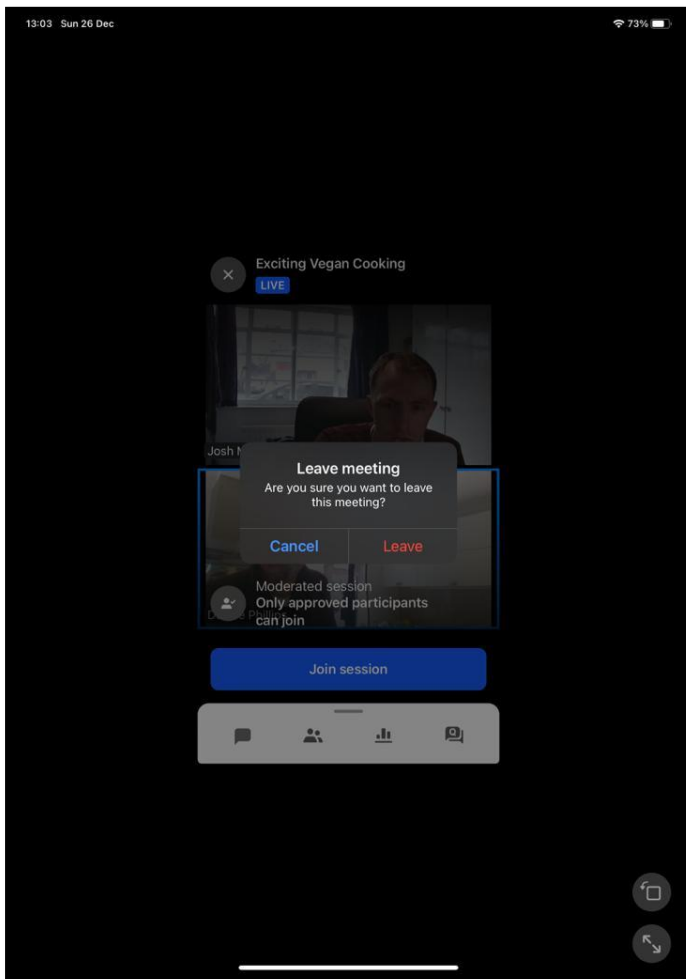 13:03 Sun 26 Dec
73%
Exciting Vegan Cooking
LIVE
Josh
Leave meeting
Are you sure you want to leave
this meeting?
Cancel
Leave
Moderated session
Only approved participants
can join
Join session